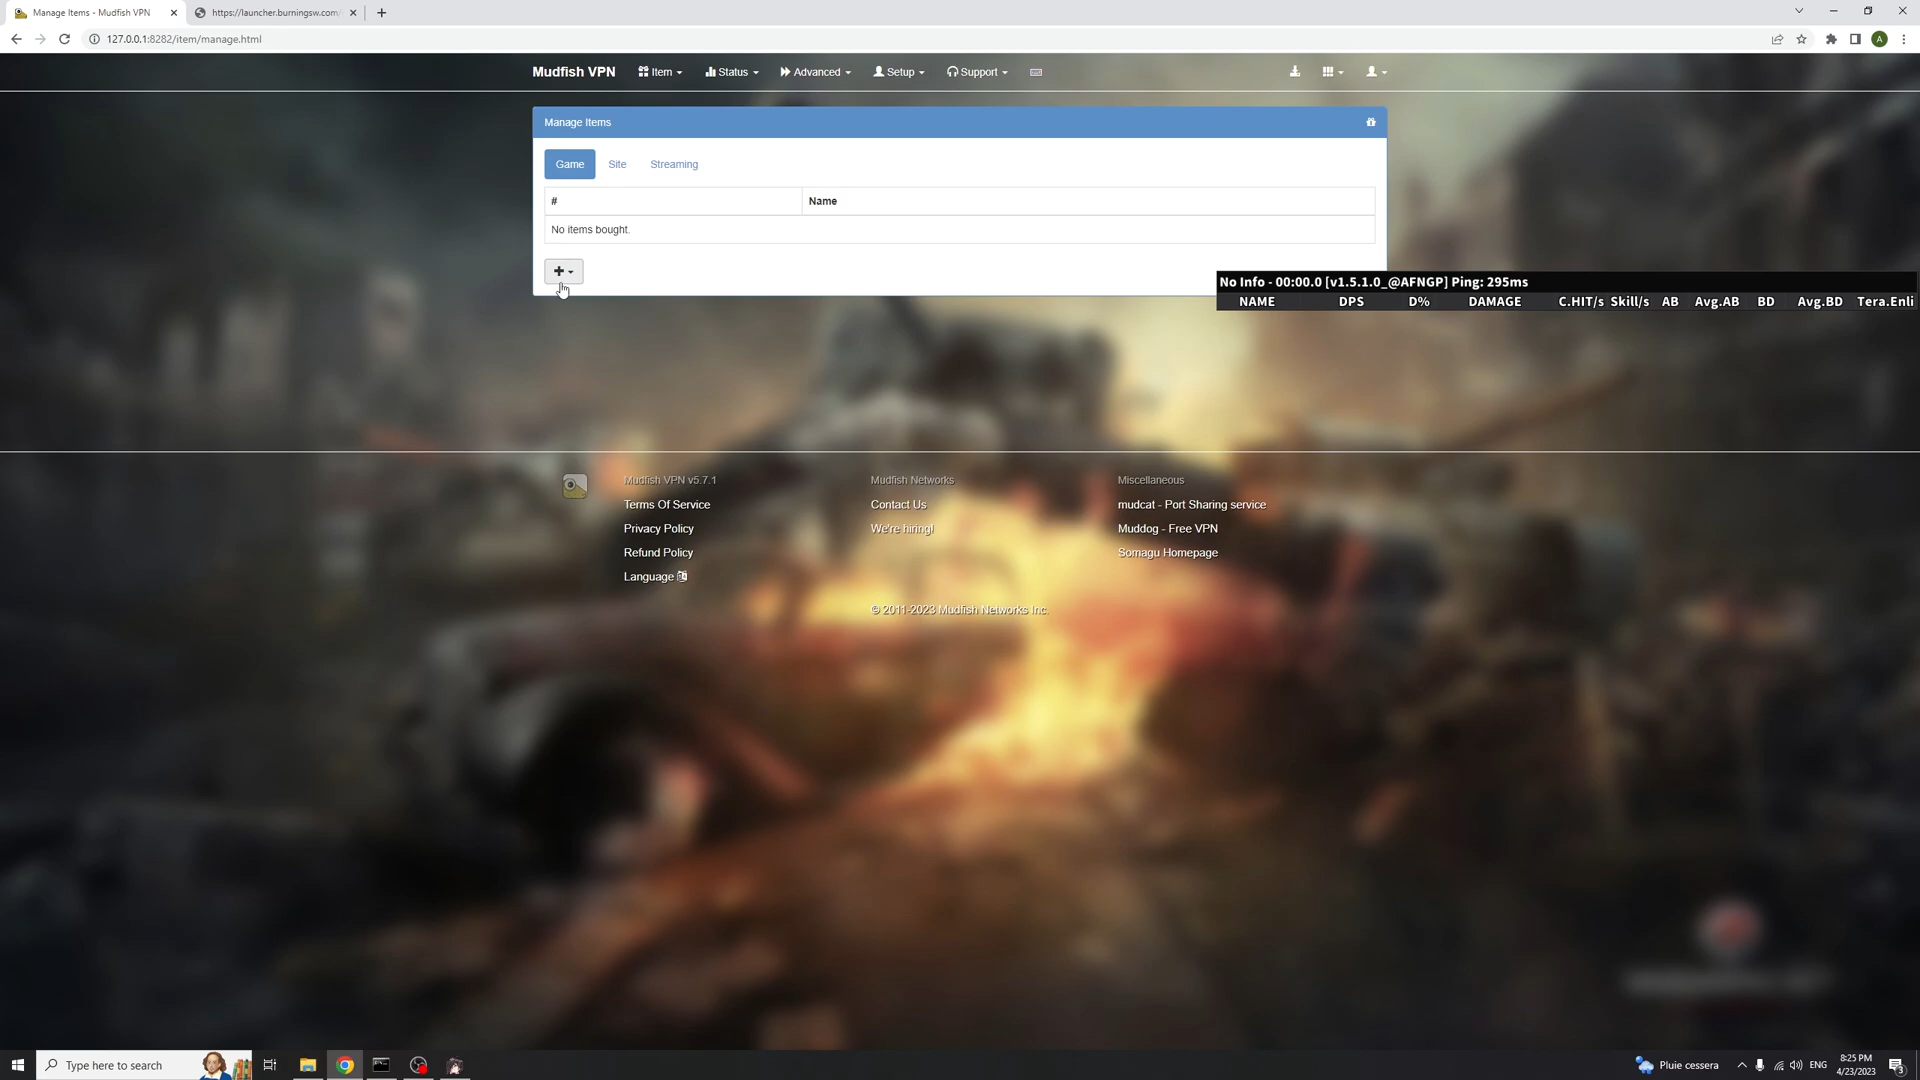 Manage Items - Mudfish VPN
https://launcher.burningsw.com/
127.0.0.1:8282/item/manage.html
A
Mudfish VPN
Item
Status
Advanced
Setup
Support
Manage Items
Game
Site
Streaming
# Name
No items bought.
No Info - 00:00.0 [v1.5.1.0_@AFNGP] Ping: 295ms
NAME DPS D% DAMAGE C.HIT/s Skill/s AB Avg.AB BD Avg.BD Tera.Enli
Mudfish VPN v5.7.1
Terms Of Service
Privacy Policy
Refund Policy
Language
Mudfish Networks
Contact Us
We're hiring!
Miscellaneous
mudcat - Port Sharing service
Muddog - Free VPN
Somagu Homepage
© 2011-2023 Mudfish Networks Inc.
Type here to search
Pluie cessera
ENG
8:25 PM
4/23/2023
3